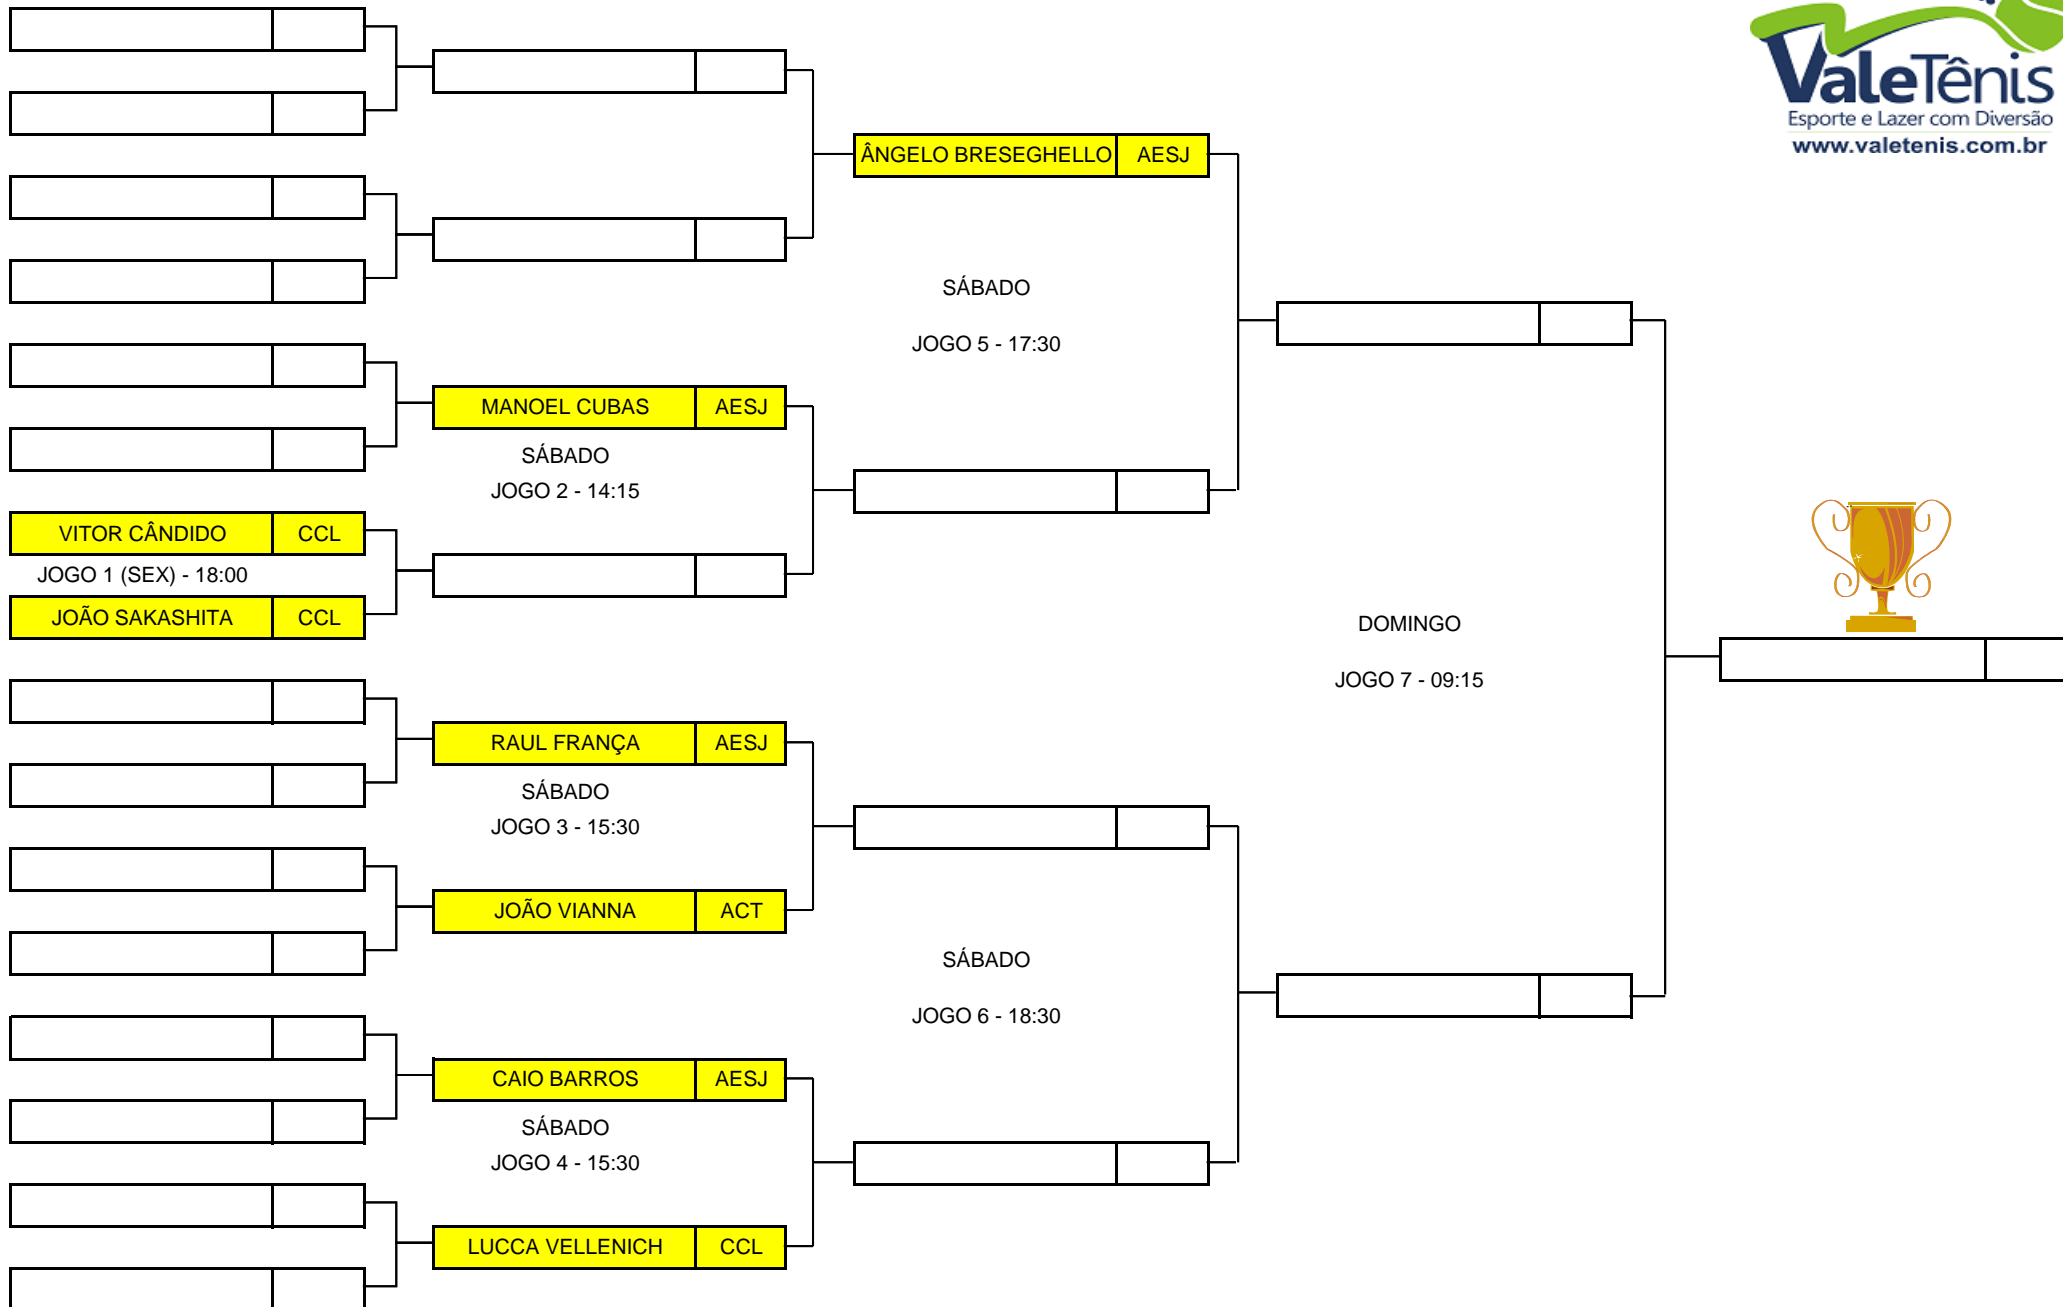 ValeTênis
Esporte e Lazer com Diversão
www.valetenis.com.br
ÂNGELO BRESEGHELLO AESJ
SÁBADO
JOGO 5 - 17:30
MANOEL CUBAS AESJ
SÁBADO
JOGO 2 - 14:15
VITOR CÂNDIDO CCL
JOGO 1 (SEX) - 18:00
JOÃO SAKASHITA CCL
DOMINGO
JOGO 7 - 09:15
RAUL FRANÇA AESJ
SÁBADO
JOGO 3 - 15:30
JOÃO VIANNA ACT
SÁBADO
JOGO 6 - 18:30
CAIO BARROS AESJ
SÁBADO
JOGO 4 - 15:30
LUCCA VELLENICH CCL